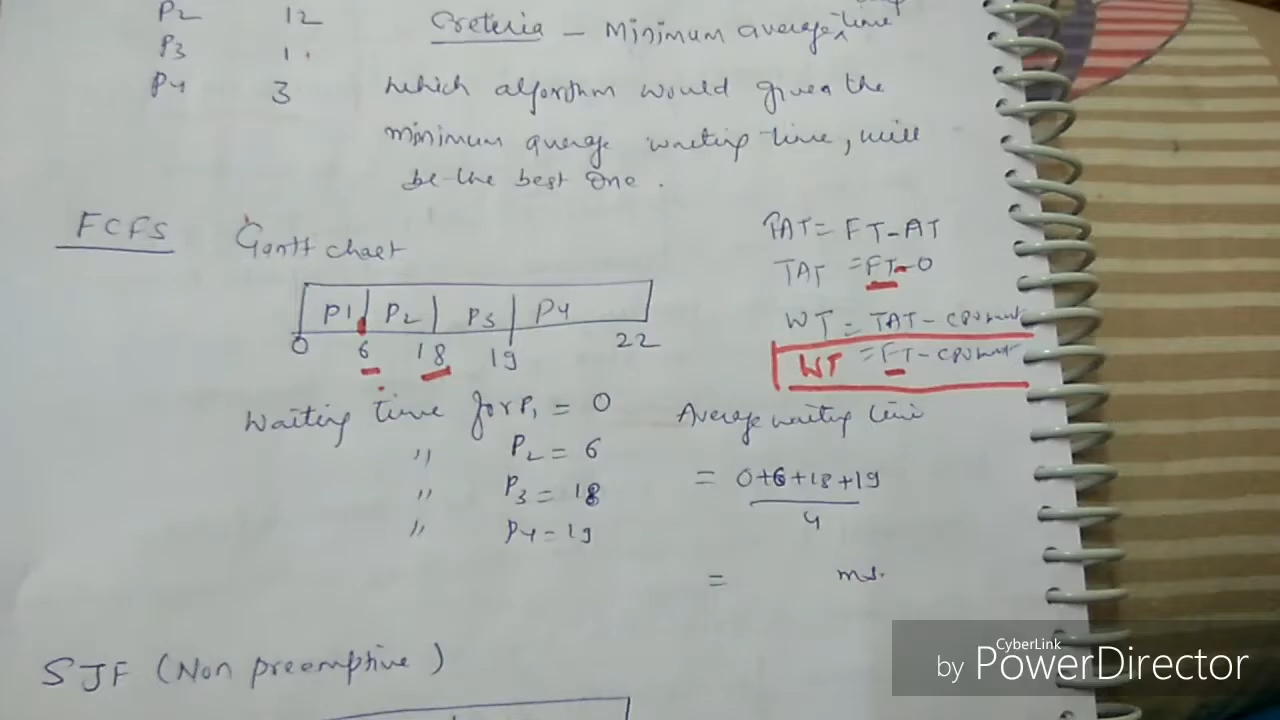 P2 12
Creteria - Minimum average time
P3 1
P4 3 which algorithm would given the
minimum average waiting time, will
be the best one.
FCFS Gantt chart
TAT = FT - AT
TAT = FT - 0
P1 P2 P3 P4
WT = TAT - CPU
0 6 18 19 22
WT = FT - CPU
Waiting time for P1 = 0
Average waiting time
" P2 = 6
" P3 = 18
= 0+6+18+19
4
" P4 = 19
= ms.
SJF (Non preemptive)
CyberLink
by PowerDirector